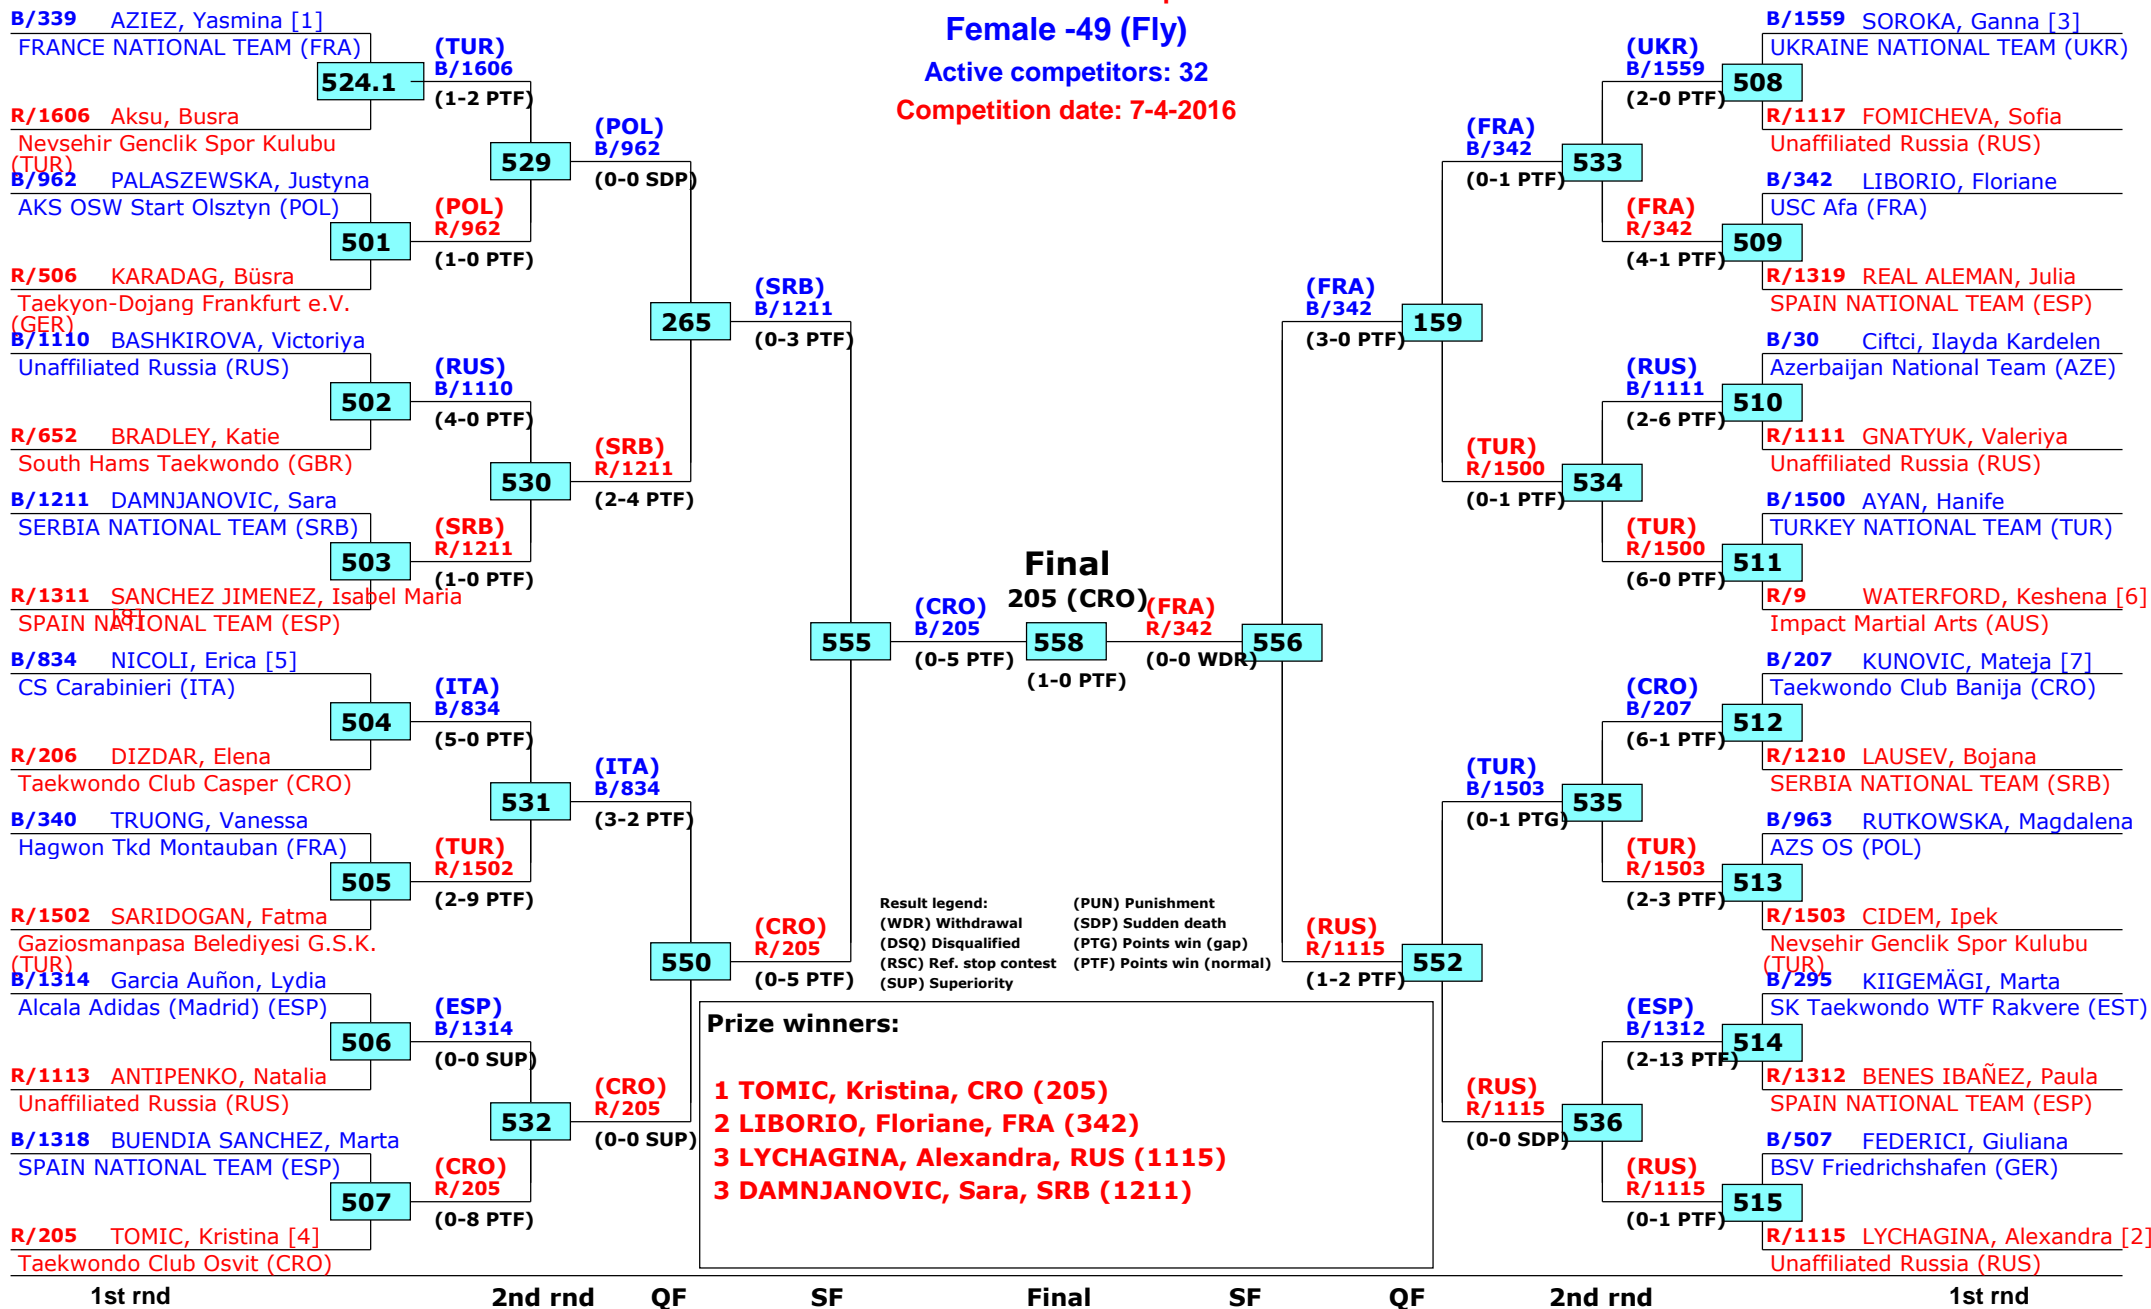 Female -49 (Fly)
Active competitors: 32
Competition date: 7-4-2016
B/339 AZIEZ, Yasmina [1]
FRANCE NATIONAL TEAM (FRA)
524.1
R/1606 Aksu, Busra
Nevsehir Genclik Spor Kulubu
(TUR)
B/962 PALASZEWSKA, Justyna
AKS OSW Start Olsztyn (POL)
501
R/506 KARADAG, Büsra
Taekyon-Dojang Frankfurt e.V.
(GER)
B/1110 BASHKIROVA, Victoriya
Unaffiliated Russia (RUS)
502
R/652 BRADLEY, Katie
South Hams Taekwondo (GBR)
B/1211 DAMNJANOVIC, Sara
SERBIA NATIONAL TEAM (SRB)
503
R/1311 SANCHEZ JIMENEZ, Isabel Maria
[8]
SPAIN NATIONAL TEAM (ESP)
B/834 NICOLI, Erica [5]
CS Carabinieri (ITA)
504
R/206 DIZDAR, Elena
Taekwondo Club Casper (CRO)
B/340 TRUONG, Vanessa
Hagwon Tkd Montauban (FRA)
505
R/1502 SARIDOGAN, Fatma
Gaziosmanpasa Belediyesi G.S.K.
(TUR)
B/1314 Garcia Auñon, Lydia
Alcala Adidas (Madrid) (ESP)
506
R/1113 ANTIPENKO, Natalia
Unaffiliated Russia (RUS)
B/1318 BUENDIA SANCHEZ, Marta
SPAIN NATIONAL TEAM (ESP)
507
R/205 TOMIC, Kristina [4]
Taekwondo Club Osvit (CRO)
(TUR)
B/1606
(1-2 PTF)
529
(POL)
R/962
(1-0 PTF)
(RUS)
B/1110
(4-0 PTF)
530
(SRB)
R/1211
(1-0 PTF)
(ITA)
B/834
(5-0 PTF)
531
(TUR)
R/1502
(2-9 PTF)
(ESP)
B/1314
(0-0 SUP)
532
(CRO)
R/205
(0-8 PTF)
(POL)
B/962
(0-0 SDP)
265
(SRB)
R/1211
(2-4 PTF)
(ITA)
B/834
(3-2 PTF)
550
(CRO)
R/205
(0-0 SUP)
(SRB)
B/1211
(0-3 PTF)
555
(CRO)
R/205
(0-5 PTF)
Final
205 (CRO)
(CRO)
B/205
(0-5 PTF)
558
(1-0 PTF)
(FRA)
R/342
(0-0 WDR)
556
(FRA)
B/342
(3-0 PTF)
(RUS)
R/1115
(1-2 PTF)
(FRA)
B/342
(0-1 PTF)
159
(TUR)
R/1500
(0-1 PTF)
(TUR)
B/1503
(0-1 PTG)
552
(RUS)
R/1115
(0-0 SDP)
(UKR)
B/1559
(2-0 PTF)
533
(FRA)
R/342
(4-1 PTF)
(RUS)
B/1111
(2-6 PTF)
534
(TUR)
R/1500
(6-0 PTF)
(CRO)
B/207
(6-1 PTF)
535
(TUR)
R/1503
(2-3 PTF)
(ESP)
B/1312
(2-13 PTF)
536
(RUS)
R/1115
(0-1 PTF)
B/1559 SOROKA, Ganna [3]
UKRAINE NATIONAL TEAM (UKR)
508
R/1117 FOMICHEVA, Sofia
Unaffiliated Russia (RUS)
B/342 LIBORIO, Floriane
USC Afa (FRA)
509
R/1319 REAL ALEMAN, Julia
SPAIN NATIONAL TEAM (ESP)
B/30 Ciftci, Ilayda Kardelen
Azerbaijan National Team (AZE)
510
R/1111 GNATYUK, Valeriya
Unaffiliated Russia (RUS)
B/1500 AYAN, Hanife
TURKEY NATIONAL TEAM (TUR)
511
R/9 WATERFORD, Keshena [6]
Impact Martial Arts (AUS)
B/207 KUNOVIC, Mateja [7]
Taekwondo Club Banija (CRO)
512
R/1210 LAUSEV, Bojana
SERBIA NATIONAL TEAM (SRB)
B/963 RUTKOWSKA, Magdalena
AZS OS (POL)
513
R/1503 CIDEM, Ipek
Nevsehir Genclik Spor Kulubu
(TUR)
B/295 KIIGEMÄGI, Marta
SK Taekwondo WTF Rakvere (EST)
514
R/1312 BENES IBAÑEZ, Paula
SPAIN NATIONAL TEAM (ESP)
B/507 FEDERICI, Giuliana
BSV Friedrichshafen (GER)
515
R/1115 LYCHAGINA, Alexandra [2]
Unaffiliated Russia (RUS)
Result legend:
(WDR) Withdrawal
(DSQ) Disqualified
(RSC) Ref. stop contest
(SUP) Superiority
(PUN) Punishment
(SDP) Sudden death
(PTG) Points win (gap)
(PTF) Points win (normal)
Prize winners:
1 TOMIC, Kristina, CRO (205)
2 LIBORIO, Floriane, FRA (342)
3 LYCHAGINA, Alexandra, RUS (1115)
3 DAMNJANOVIC, Sara, SRB (1211)
1st rnd 2nd rnd QF SF Final SF QF 2nd rnd 1st rnd